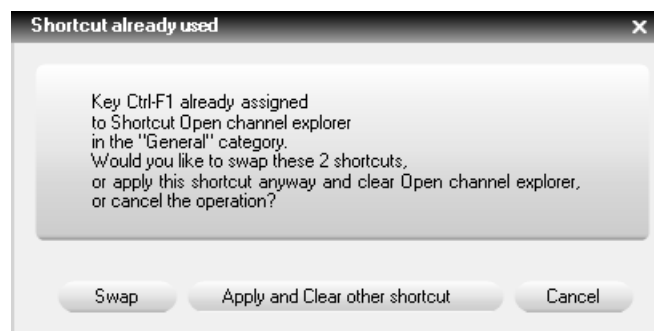 Shortcut already used
Key Ctrl-F1 already assigned
to Shortcut Open channel explorer
in the "General" category.
Would you like to swap these 2 shortcuts,
or apply this shortcut anyway and clear Open channel explorer,
or cancel the operation?
Swap Apply and Clear other shortcut Cancel